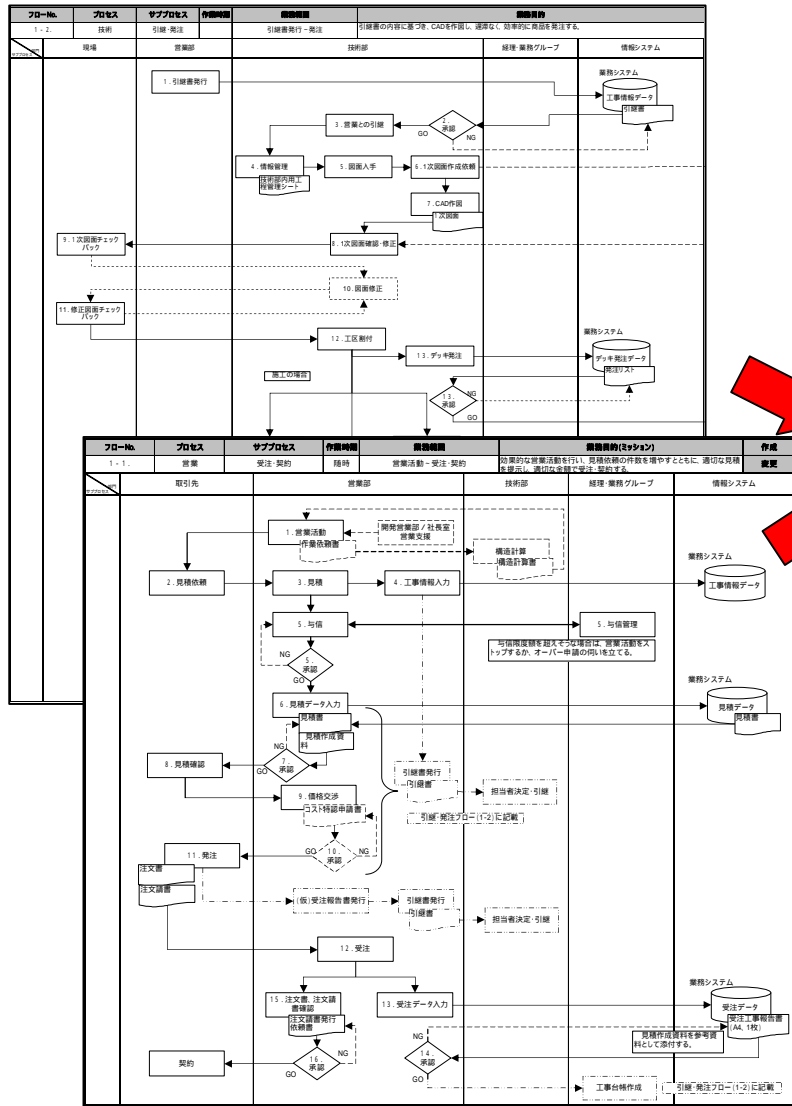 フローNo. プロセス サブプロセス 作業時期 業務範囲 業務目的
1-2. 技術 引継・発注 引継書発行-発注 引継書の内容に基づき、CADを作図し、遅滞なく、効率的に商品を発注する。
部門
サブプロセス
現場 営業部 技術部 経理・業務グループ 情報システム
業務システム
1.引継書発行
工事情報データ
引継書
3.営業との引継
2.
承認
GO
NG
4.情報管理
技術部内用工
程管理シート
5.図面入手
6.1次図面作成依頼
7.CAD作図
1次図面
9.1次図面チェック
バック
8.1次図面確認・修正
10.図面修正
11.修正図面チェック
バック
12.工区割付
業務システム
13.デッキ発注
デッキ発注データ
発注リスト
施工の場合
13.
承認
NG
GO
フローNo. プロセス サブプロセス 作業時期 業務範囲 業務目的(ミッション) 作成
1-1. 営業 受注・契約 随時 営業活動-受注・契約 効果的な営業活動を行い、見積依頼の件数を増やすとともに、適切な見積
を提示し、適切な金額で受注・契約する。
変更
部門
サブプロセス
取引先 営業部 技術部 経理・業務グループ 情報システム
1.営業活動
作業依頼書
開発営業部/社長室
営業支援
構造計算
構造計算書
業務システム
2.見積依頼
3.見積
4.工事情報入力
工事情報データ
5.与信
5.与信管理
与信限度額を超えそうな場合は、営業活動をス
トップするか、オーバー申請の伺いを立てる。
NG
5.
承認
GO
業務システム
6.見積データ入力
見積書
見積作成資
料
見積データ
見積書
NG
7.
承認
GO
8.見積確認
引継書発行
引継書
担当者決定・引継
9.価格交渉
コスト特認申請書
引継・発注フロー(1-2)に記載
GO
10.
承認
NG
11.発注
注文書
注文請書
(仮)受注報告書発行
引継書発行
引継書
担当者決定・引継
12.受注
業務システム
15.注文書、注文請
書確認
注文請書発行
依頼書
13.受注データ入力
受注データ
受注工事報告書
(A4,1枚)
見積作成資料を参考資
料として添付する。
契約
NG
16.
承認
GO
NG
14.
承認
GO
工事台帳作成
引継・発注フロー(1-2)に記載